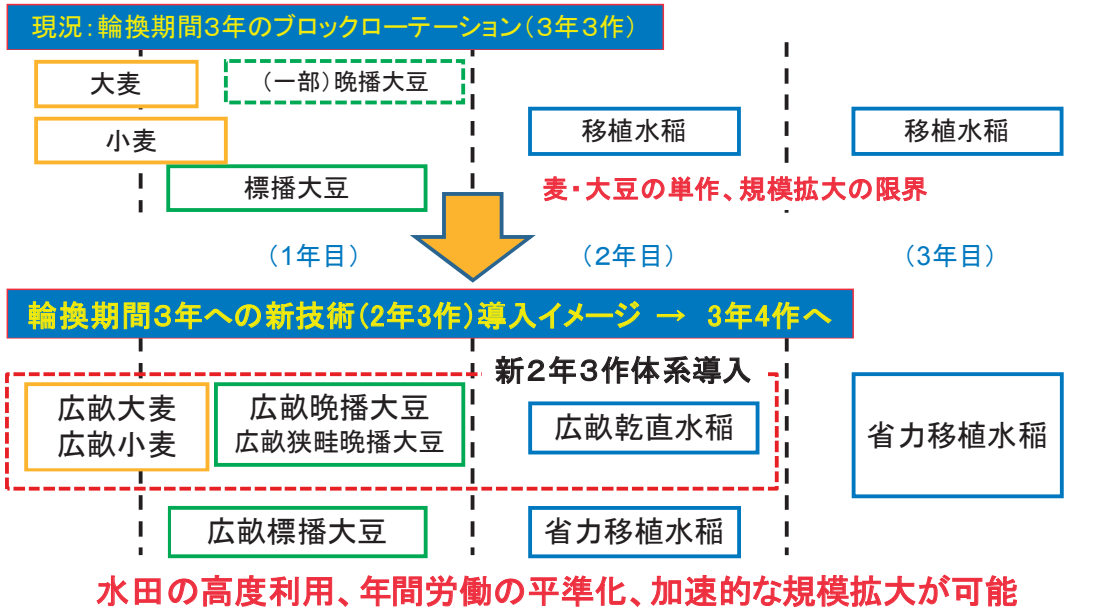 現況：輪換期間３年のブロックローテーション（３年３作）
大麦
（一部）晩播大豆
小麦
移植水稲
移植水稲
標播大豆
麦・大豆の単作、規模拡大の限界
（1年目）
（２年目）
（３年目）
輪換期間３年への新技術（2年3作）導入イメージ → 3年4作へ
新２年３作体系導入
広畝大麦
広畝小麦
広畝晩播大豆
広畝狭畦晩播大豆
広畝乾直水稲
省力移植水稲
広畝標播大豆
省力移植水稲
水田の高度利用、年間労働の平準化、加速的な規模拡大が可能